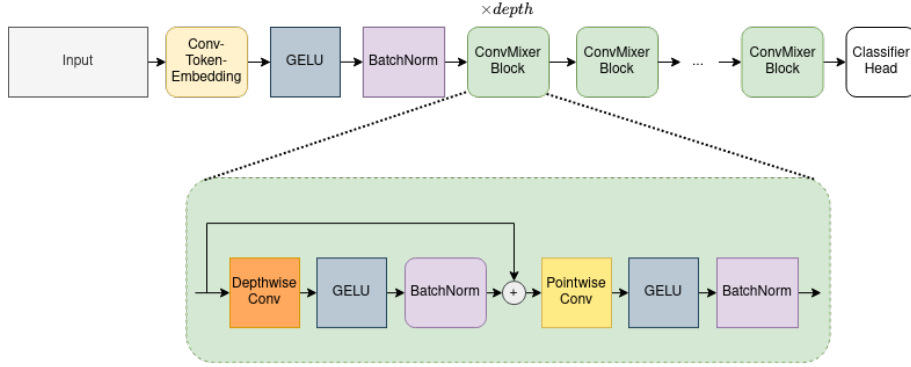 ×depth
Input
Conv-
Token-
Embedding
GELU
BatchNorm
ConvMixer
Block
ConvMixer
Block
...
ConvMixer
Block
Classifier
Head
Depthwise
Conv
GELU
BatchNorm
+
Pointwise
Conv
GELU
BatchNorm